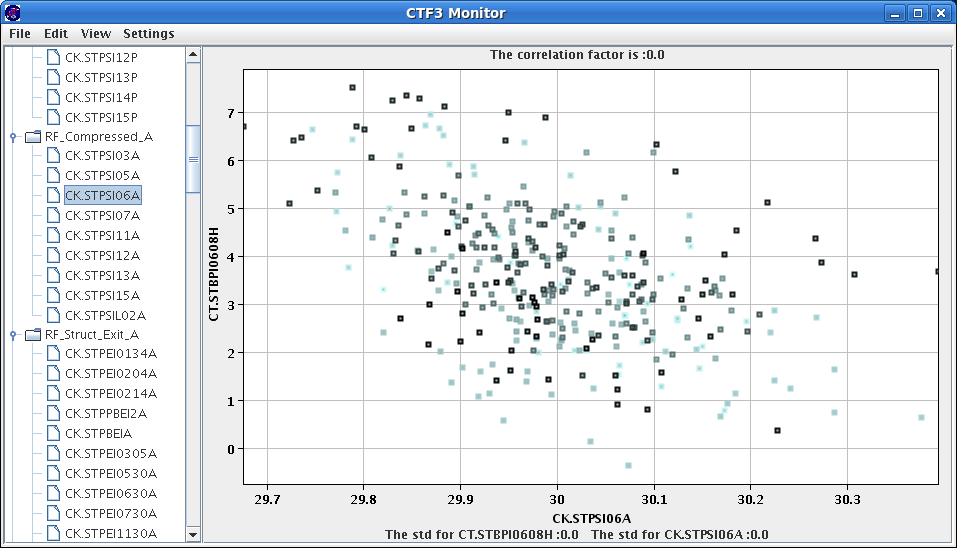 CTF3 Monitor
File Edit View Settings
CK.STPSI12P
CK.STPSI13P
CK.STPSI14P
CK.STPSI15P
RF_Compressed_A
CK.STPSI03A
CK.STPSI05A
CK.STPSI06A
CK.STPSI07A
CK.STPSI11A
CK.STPSI12A
CK.STPSI13A
CK.STPSI15A
CK.STPSIL02A
RF_Struct_Exit_A
CK.STPEI0134A
CK.STPEI0204A
CK.STPEI0214A
CK.STPPBEI2A
CK.STPBEIA
CK.STPEI0305A
CK.STPEI0530A
CK.STPEI0630A
CK.STPEI0730A
CK.STPEI1130A
The correlation factor is :0.0
CT.STBPI0608H
7
6
5
4
3
2
1
0
29.7 29.8 29.9 30 30.1 30.2 30.3
CK.STPSI06A
The std for CT.STBPI0608H :0.0 The std for CK.STPSI06A :0.0